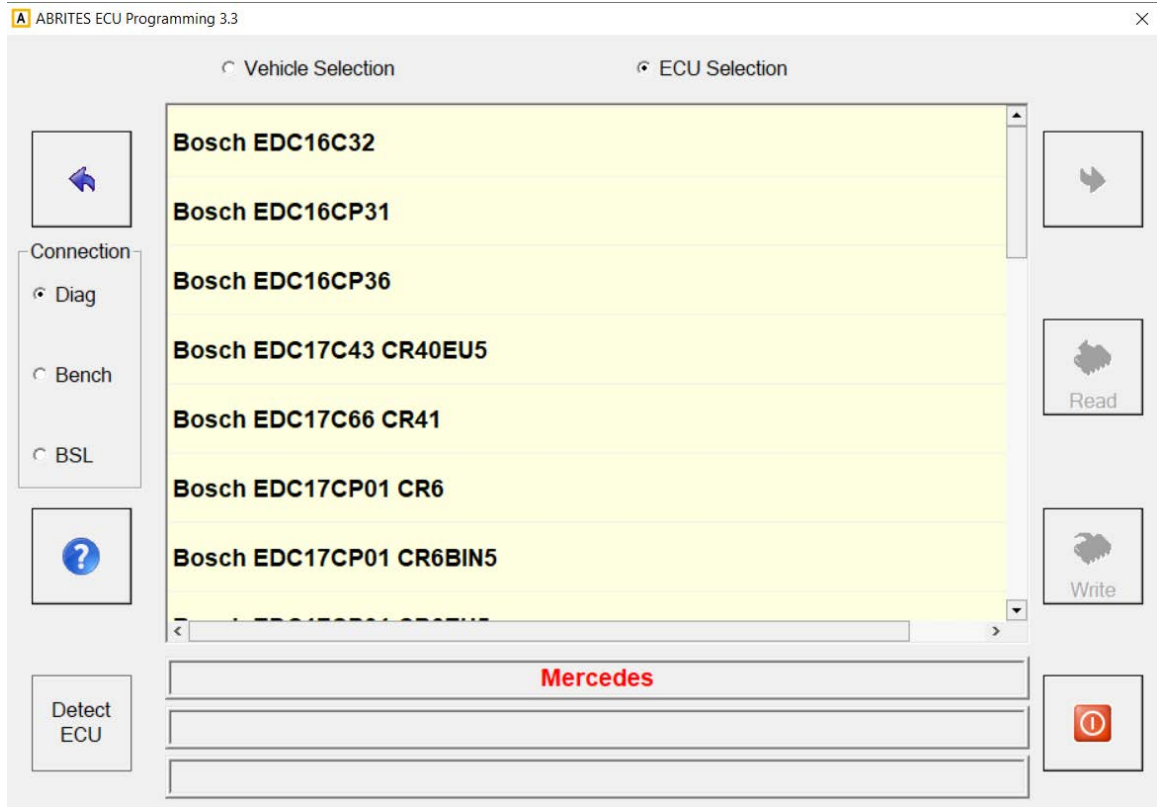 A ABRITES ECU Programming 3.3
Vehicle Selection
ECU Selection
Connection
Diag
Bench
BSL
Detect
ECU
Bosch EDC16C32
Bosch EDC16CP31
Bosch EDC16CP36
Bosch EDC17C43 CR40EU5
Bosch EDC17C66 CR41
Bosch EDC17CP01 CR6
Bosch EDC17CP01 CR6BIN5
Mercedes
Read
Write